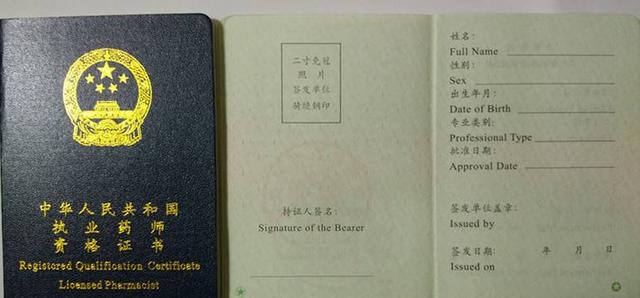 中华人民共和国
执业药师
资格证书
Registered Qualification Certificate
Licensed Pharmacist
二寸免冠
照片
签发单位
骑缝钢印
持证人签名：
Signature of the Bearer
姓名：
Full Name
性别：
Sex
出生年月：
Date of Birth
专业类别：
Professional Type
批准日期：
Approval Date
签发单位盖章：
Issued by
签发日期： 年 月 日
Issued on